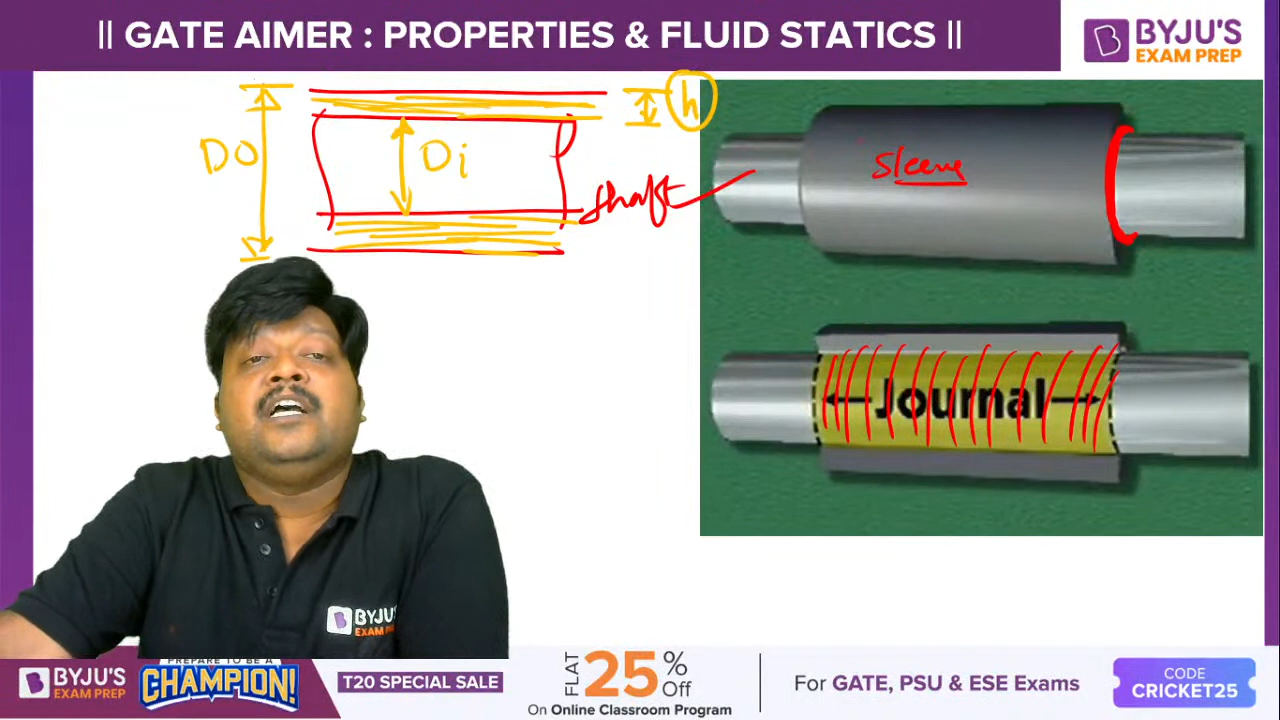 || GATE AIMER : PROPERTIES & FLUID STATICS ||
BYJU'S
EXAM PREP
h
DO
Di
Shaft
Sleeve
Journal
BYJU'S
EXAM PRE
BYJU'S
EXAM PREP
PREPARE TO BE A
CHAMPION!
T20 SPECIAL SALE
FLAT 25% Off
On Online Classroom Program
For GATE, PSU & ESE Exams
CODE
CRICKET25